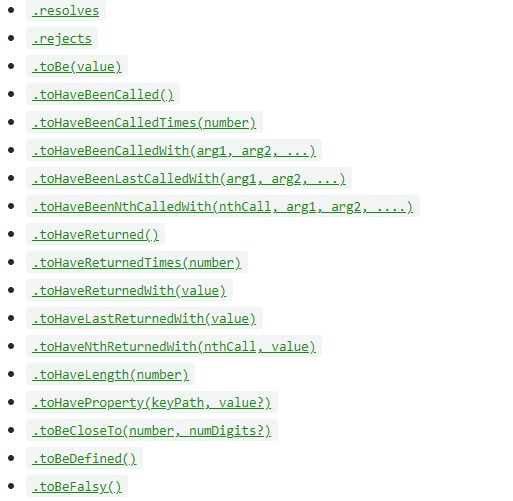 .resolves
.rejects
.toBe(value)
.toHaveBeenCalled()
.toHaveBeenCalledTimes(number)
.toHaveBeenCalledWith(arg1, arg2, ...)
.toHaveBeenLastCalledWith(arg1, arg2, ...)
.toHaveBeenNthCalledWith(nthCall, arg1, arg2, ....)
.toHaveReturned()
.toHaveReturnedTimes(number)
.toHaveReturnedWith(value)
.toHaveLastReturnedWith(value)
.toHaveNthReturnedWith(nthCall, value)
.toHaveLength(number)
.toHaveProperty(keyPath, value?)
.toBeCloseTo(number, numDigits?)
.toBeDefined()
.toBeFalsy()